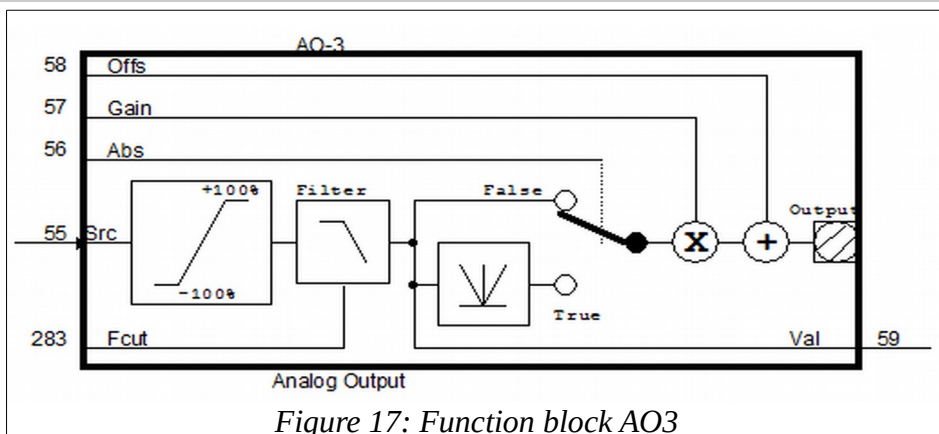 AO-3
58 Offs
57 Gain
56 Abs
+100% Filter False
Output
55 Src X +
-100%
True
283 Fcut Val 59
Analog Output
Figure 17: Function block AO3